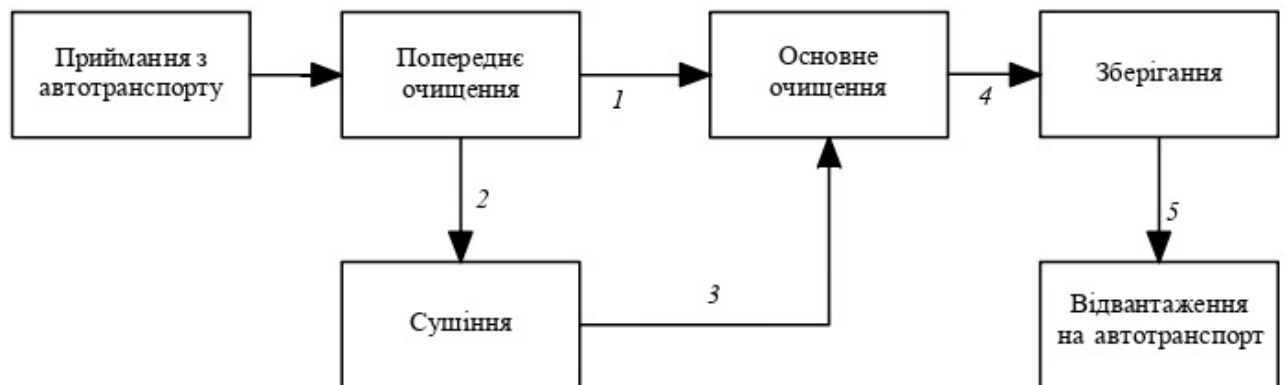 Приймання з
автотранспорту
Попереднє
очищення
1
Основне
очищення
4
Зберігання
2
5
Сушіння
3
Відвантаження
на автотранспорт